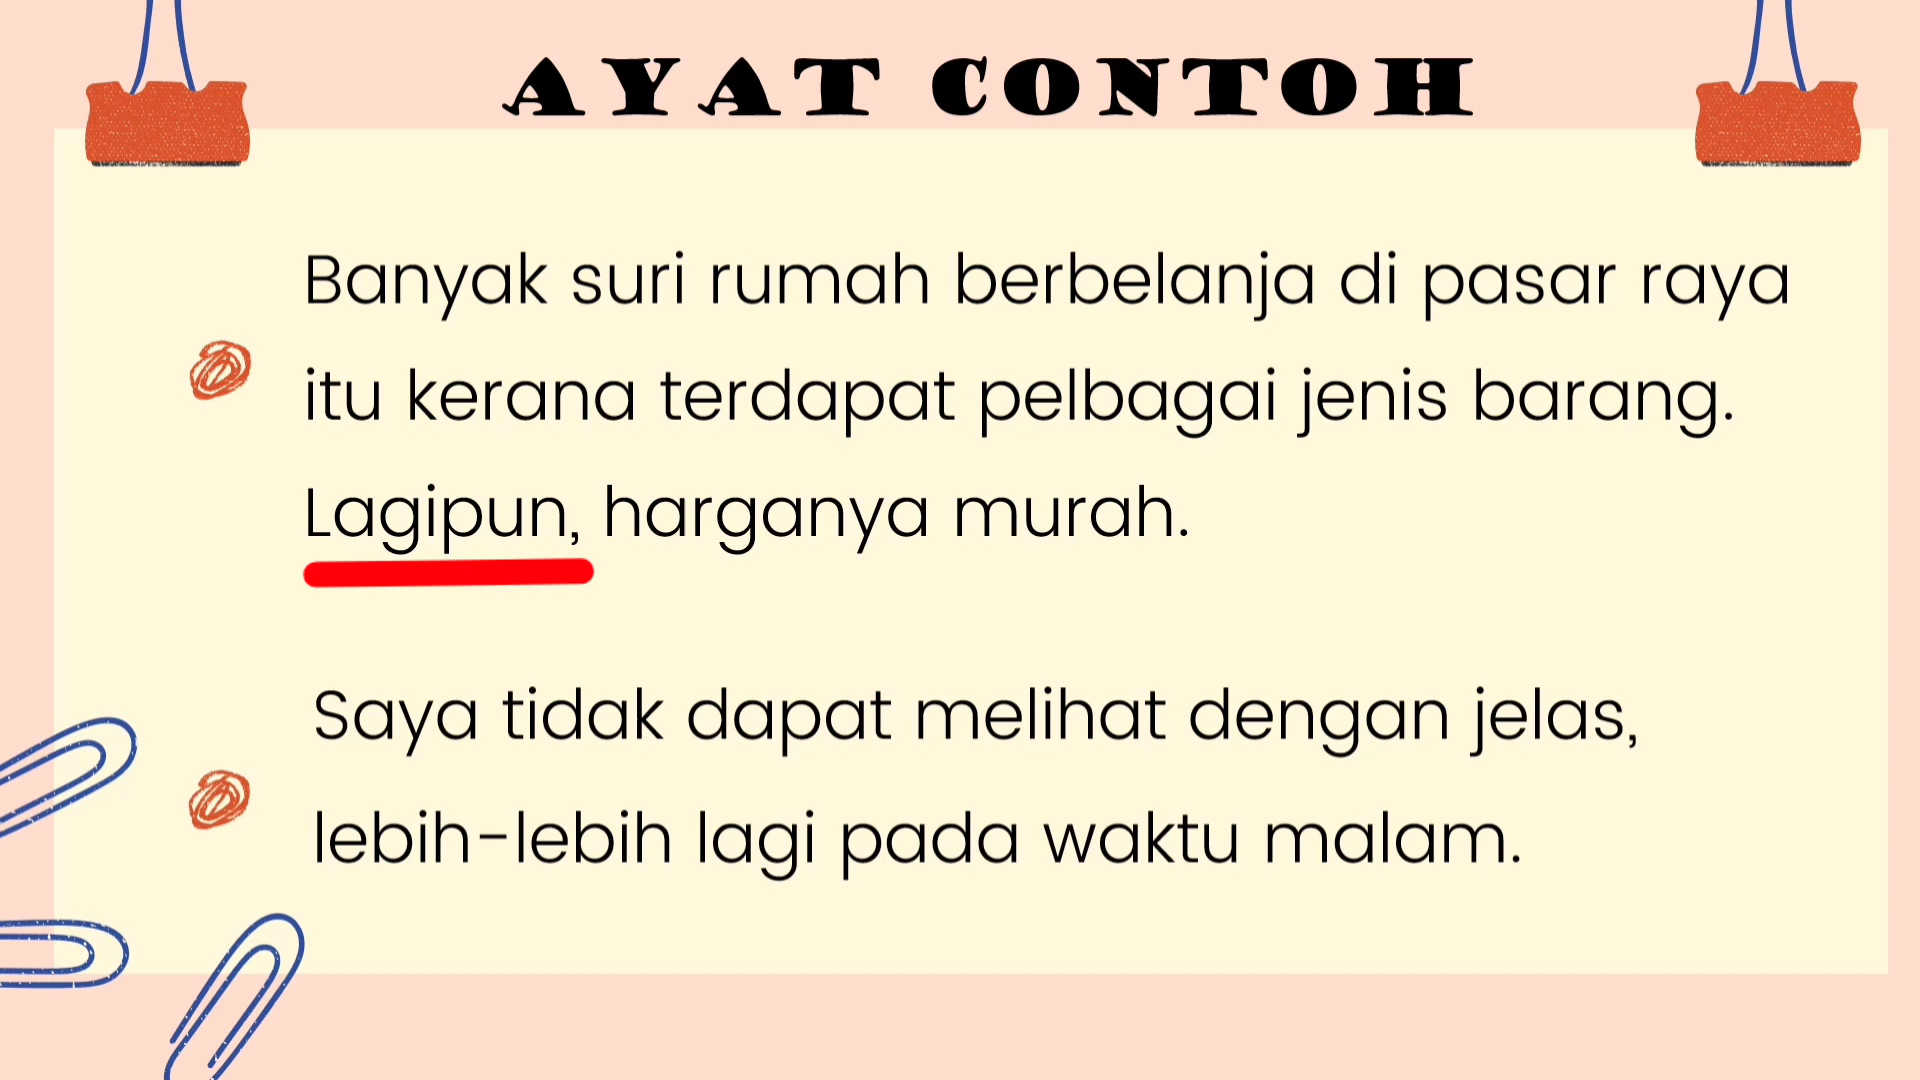 AYAT CONTOH
Banyak suri rumah berbelanja di pasar raya
itu kerana terdapat pelbagai jenis barang.
Lagipun, harganya murah.
Saya tidak dapat melihat dengan jelas,
lebih-lebih lagi pada waktu malam.